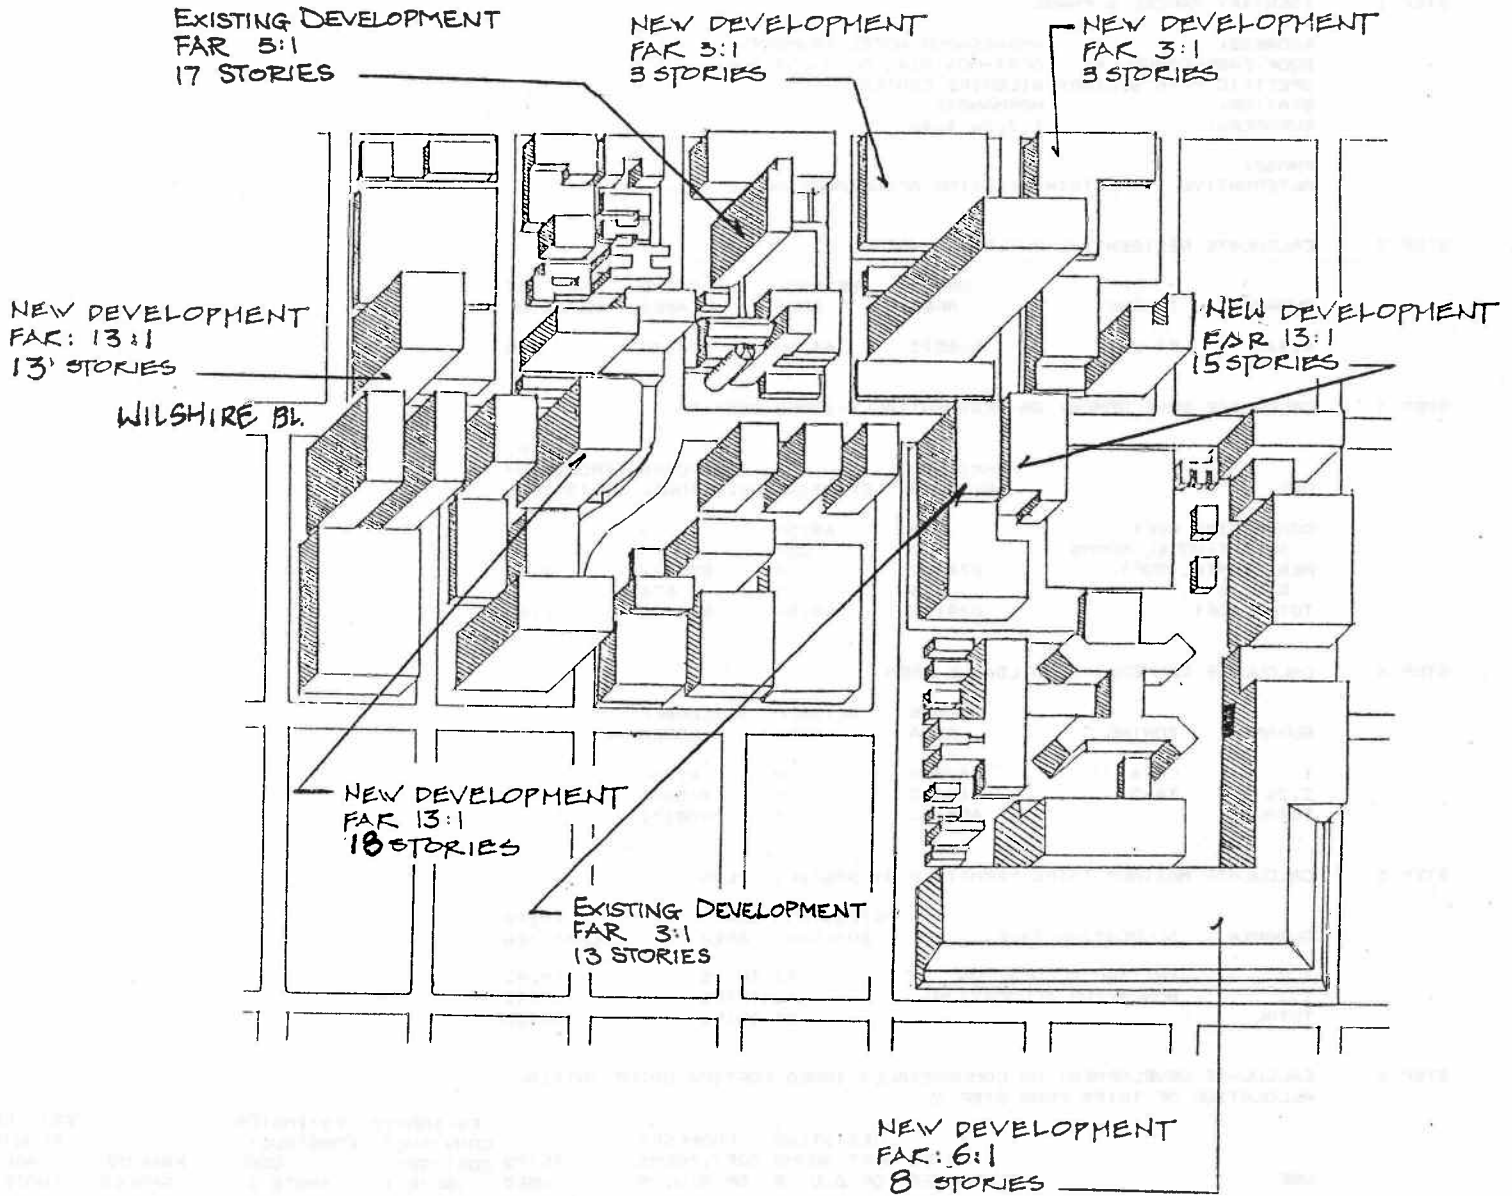 EXISTING DEVELOPMENT
FAR 5:1
17 STORIES
NEW DEVELOPMENT
FAR 3:1
3 STORIES
NEW DEVELOPMENT
FAR 3:1
3 STORIES
NEW DEVELOPMENT
FAR: 13:1
13 STORIES
WILSHIRE BL.
NEW DEVELOPMENT
FAR 13:1
15 STORIES
NEW DEVELOPMENT
FAR 13:1
18 STORIES
EXISTING DEVELOPMENT
FAR 3:1
13 STORIES
NEW DEVELOPMENT
FAR: 6:1
8 STORIES